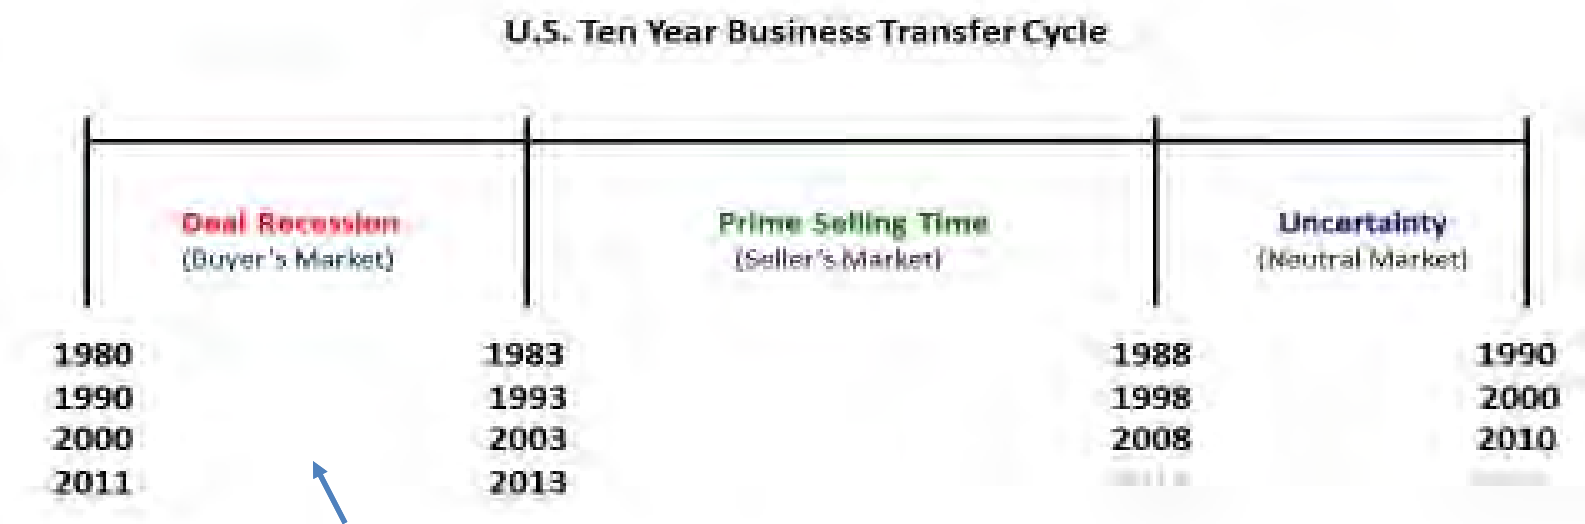 U.S. Ten Year Business Transfer Cycle
Deal Recession Prime Selling Time Uncertainty
(Buyer's Market) (Seller's Market) (Neutral Market)
1980 1983 1988 1990
1990 1993 1998 2000
2000 2003 2008 2010
2011 2013